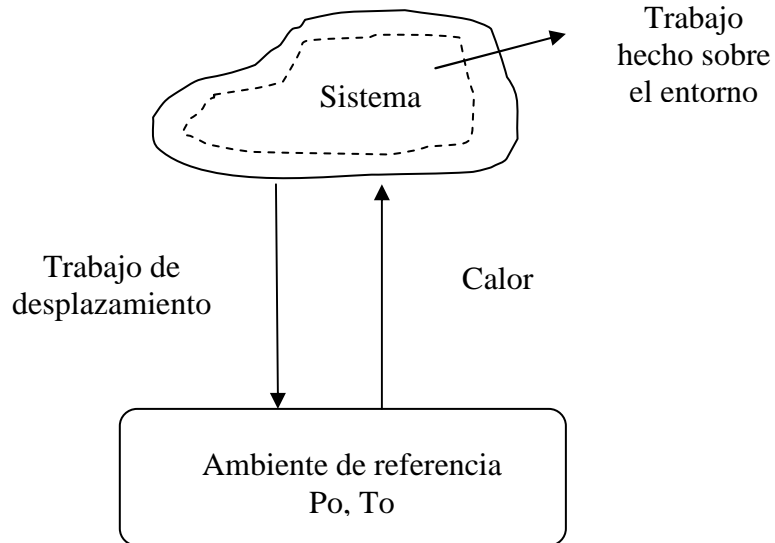 Trabajo
hecho sobre
el entorno
Sistema
Trabajo de
desplazamiento
Calor
Ambiente de referencia
Po, To